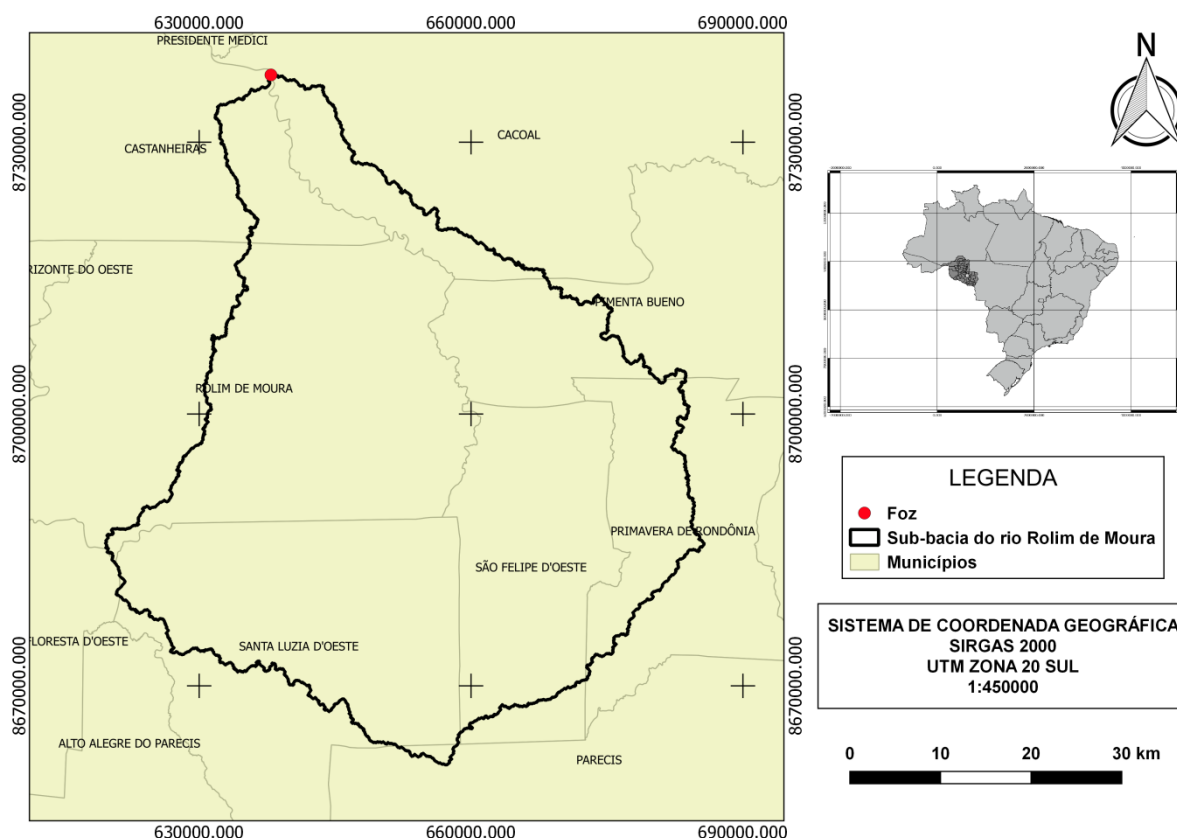 630000.000 660000.000 690000.000
PRESIDENTE MEDICI
8730000.000
8730000.000
CASTANHEIRAS
CACOAL
RIZONTE DO OESTE
PIMENTA BUENO
ROLIM DE MOURA
8700000.000
8700000.000
PRIMAVERA DE RONDÔNIA
SÃO FELIPE D'OESTE
FLORESTA D'OESTE
SANTA LUZIA D'OESTE
8670000.000
8670000.000
ALTO ALEGRE DO PARECIS
PARECIS
630000.000 660000.000 690000.000
N
LEGENDA
Foz
Sub-bacia do rio Rolim de Moura
Municípios
SISTEMA DE COORDENADA GEOGRÁFICA
SIRGAS 2000
UTM ZONA 20 SUL
1:450000
0 10 20 30 km